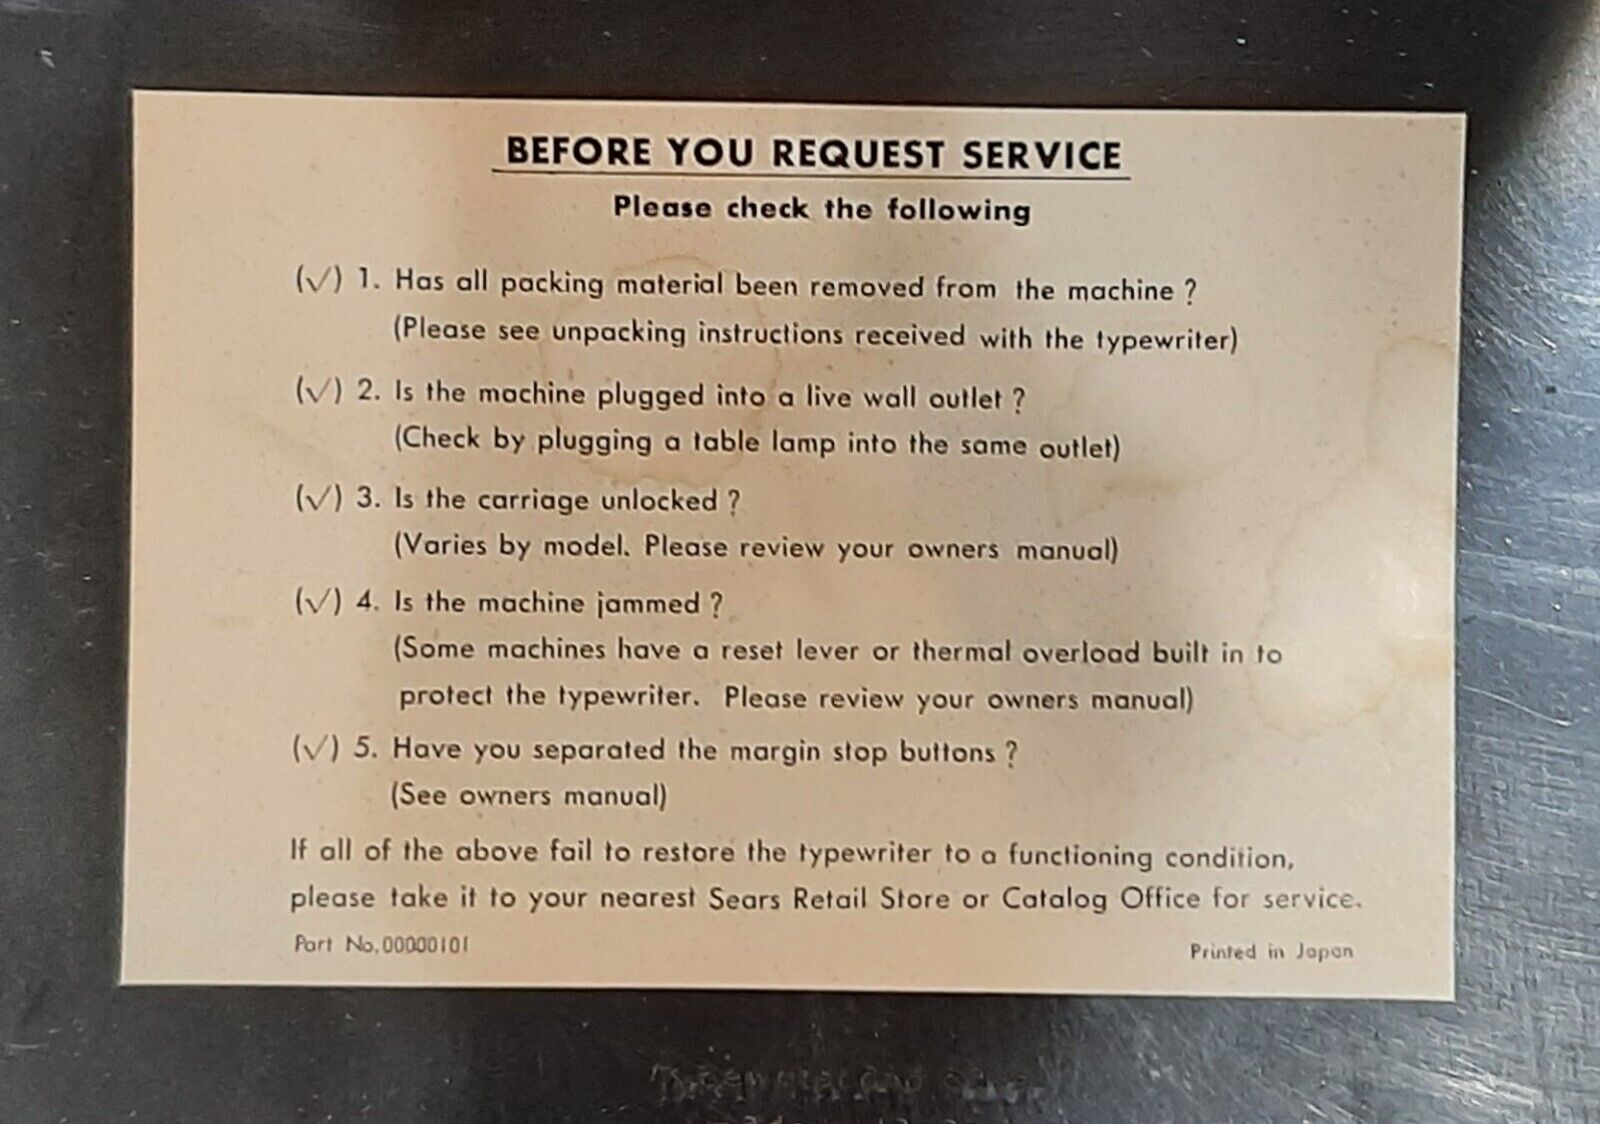 BEFORE YOU REQUEST SERVICE
Please check the following
(✓) 1. Has all packing material been removed from the machine ?
(Please see unpacking instructions received with the typewriter)
(✓) 2. Is the machine plugged into a live wall outlet ?
(Check by plugging a table lamp into the same outlet)
(✓) 3. Is the carriage unlocked ?
(Varies by model. Please review your owners manual)
(✓) 4. Is the machine jammed ?
(Some machines have a reset lever or thermal overload built in to
protect the typewriter. Please review your owners manual)
(✓) 5. Have you separated the margin stop buttons ?
(See owners manual)
If all of the above fail to restore the typewriter to a functioning condition,
please take it to your nearest Sears Retail Store or Catalog Office for service.
Part No.00000101
Printed in Japan